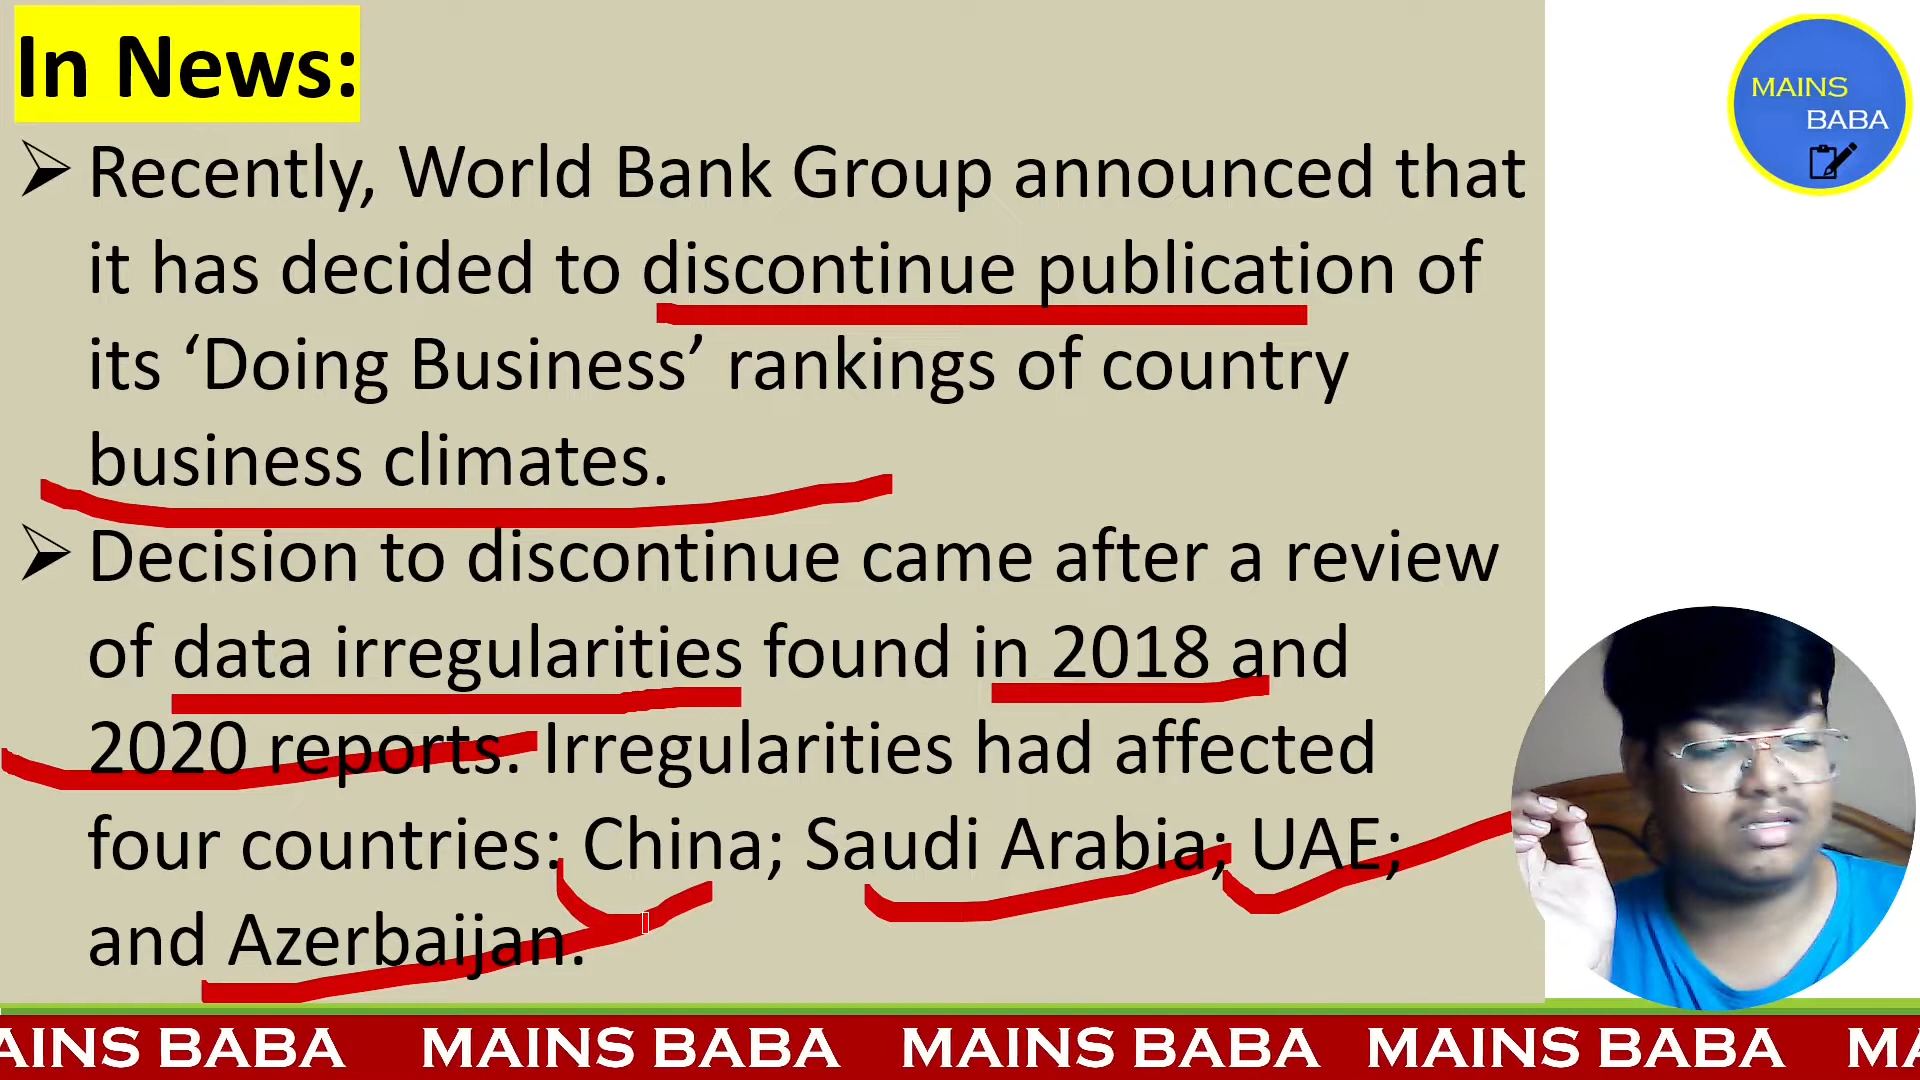 In News:
MAINS
BABA
➢ Recently, World Bank Group announced that
it has decided to discontinue publication of
its ‘Doing Business’ rankings of country
business climates.
➢ Decision to discontinue came after a review
of data irregularities found in 2018 and
2020 reports. Irregularities had affected
four countries: China; Saudi Arabia; UAE;
and Azerbaijan.
AINS BABA MAINS BABA MAINS BABA MAINS BABA MA